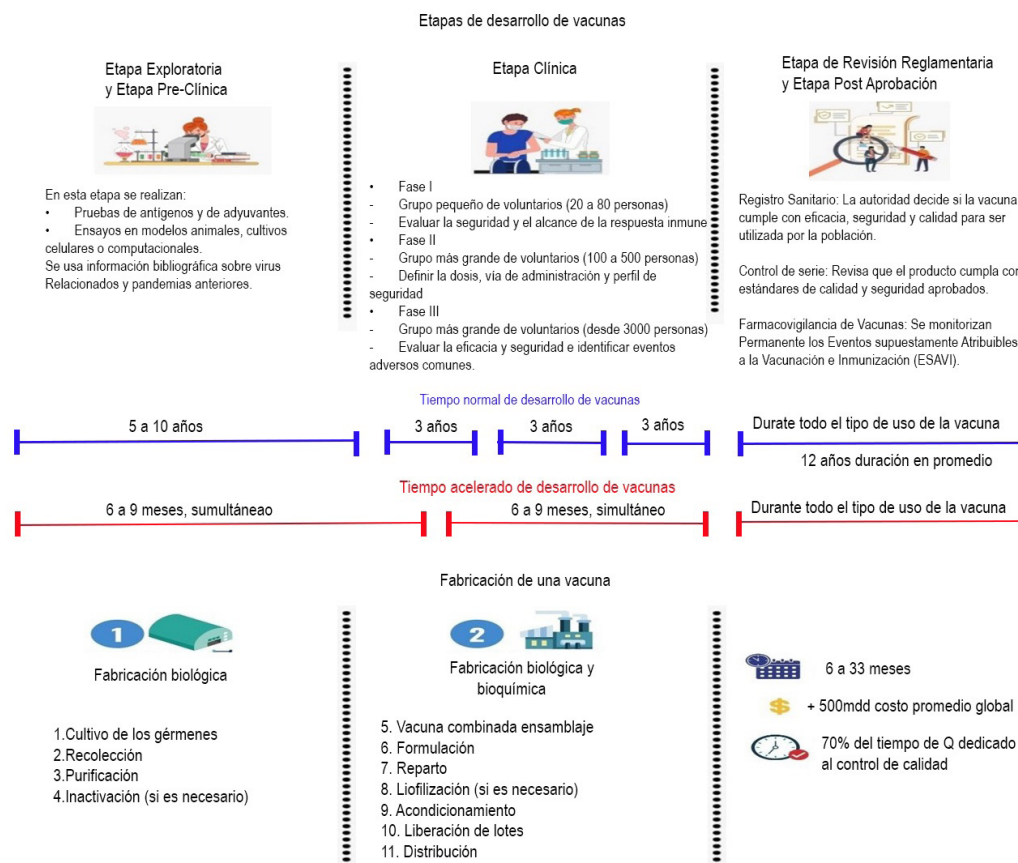 Etapas de desarrollo de vacunas
Etapa Exploratoria
y Etapa Pre-Clínica
En esta etapa se realizan:
• Pruebas de antígenos y de adyuvantes.
• Ensayos en modelos animales, cultivos
celulares o computacionales.
Se usa información bibliográfica sobre virus
Relacionados y pandemias anteriores.
Etapa Clínica
• Fase I
- Grupo pequeño de voluntarios (20 a 80 personas)
- Evaluar la seguridad y el alcance de la respuesta inmune
• Fase II
- Grupo más grande de voluntarios (100 a 500 personas)
- Definir la dosis, vía de administración y perfil de
seguridad
• Fase III
- Grupo más grande de voluntarios (desde 3000 personas)
- Evaluar la eficacia y seguridad e identificar eventos
adversos comunes.
Etapa de Revisión Reglamentaria
y Etapa Post Aprobación
Registro Sanitario: La autoridad decide si la vacuna
cumple con eficacia, seguridad y calidad para ser
utilizada por la población.
Control de serie: Revisa que el producto cumpla con
estándares de calidad y seguridad aprobados.
Farmacovigilancia de Vacunas: Se monitorizan
Permanente los Eventos supuestamente Atribuibles
a la Vacunación e Inmunización (ESAVI).
Tiempo normal de desarrollo de vacunas
5 a 10 años
3 años
3 años
3 años
Durate todo el tipo de uso de la vacuna
12 años duración en promedio
Tiempo acelerado de desarrollo de vacunas
6 a 9 meses, sumultáneao
6 a 9 meses, simultáneo
Durante todo el tipo de uso de la vacuna
Fabricación de una vacuna
1
Fabricación biológica
1.Cultivo de los gérmenes
2.Recolección
3.Purificación
4.Inactivación (si es necesario)
2
Fabricación biológica y
bioquímica
5. Vacuna combinada ensamblaje
6. Formulación
7. Reparto
8. Liofilización (si es necesario)
9. Acondicionamiento
10. Liberación de lotes
11. Distribución
6 a 33 meses
$
+ 500mdd costo promedio global
70% del tiempo de Q dedicado
al control de calidad